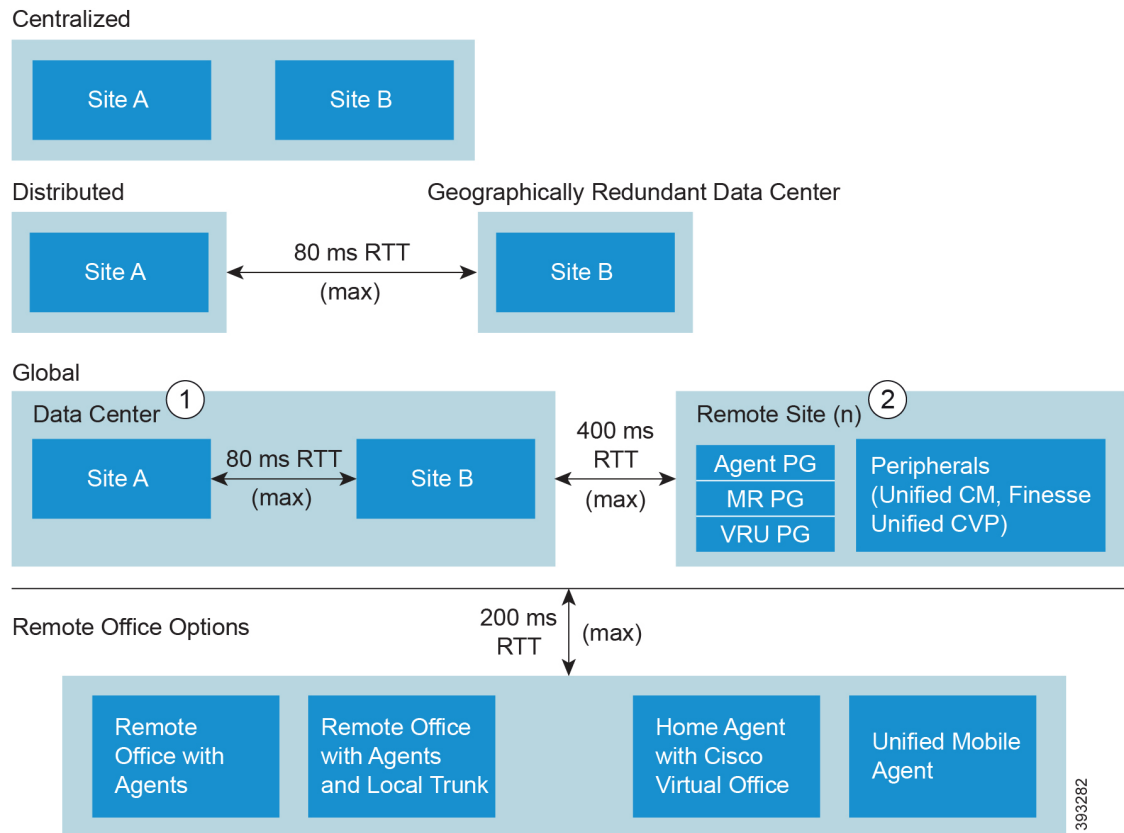 Centralized
Site A
Site B
Distributed
Geographically Redundant Data Center
Site A
80 ms RTT
(max)
Site B
Global
Data Center
1
Site A
80 ms RTT
(max)
Site B
400 ms
RTT
(max)
Remote Site (n)
2
Agent PG
MR PG
VRU PG
Peripherals
(Unified CM, Finesse
Unified CVP)
Remote Office Options
200 ms
RTT
(max)
Remote
Office with
Agents
Remote Office
with Agents
and Local Trunk
Home Agent
with Cisco
Virtual Office
Unified Mobile
Agent
393282